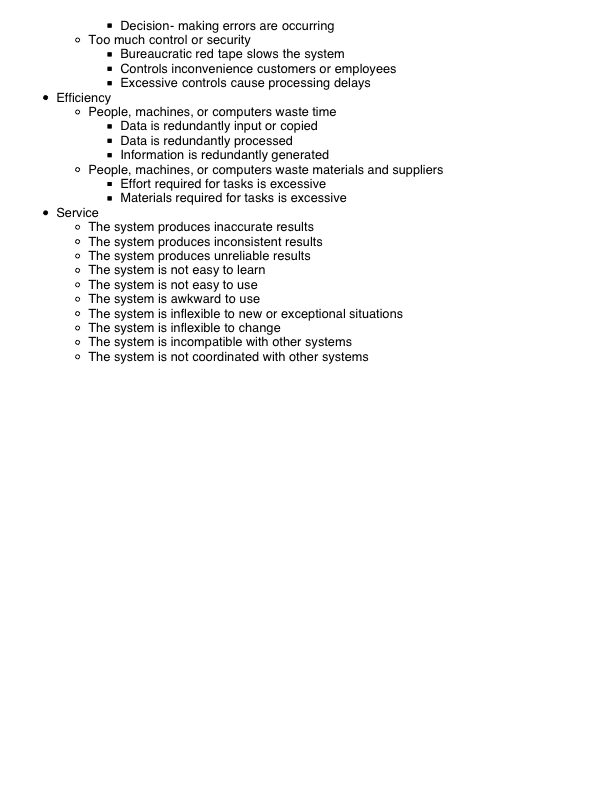 Decision- making errors are occurring
Too much control or security
Bureaucratic red tape slows the system
Controls inconvenience customers or employees
Excessive controls cause processing delays
Efficiency
People, machines, or computers waste time
Data is redundantly input or copied
Data is redundantly processed
Information is redundantly generated
People, machines, or computers waste materials and suppliers
Effort required for tasks is excessive
Materials required for tasks is excessive
Service
The system produces inaccurate results
The system produces inconsistent results
The system produces unreliable results
The system is not easy to learn
The system is not easy to use
The system is awkward to use
The system is inflexible to new or exceptional situations
The system is inflexible to change
The system is incompatible with other systems
The system is not coordinated with other systems